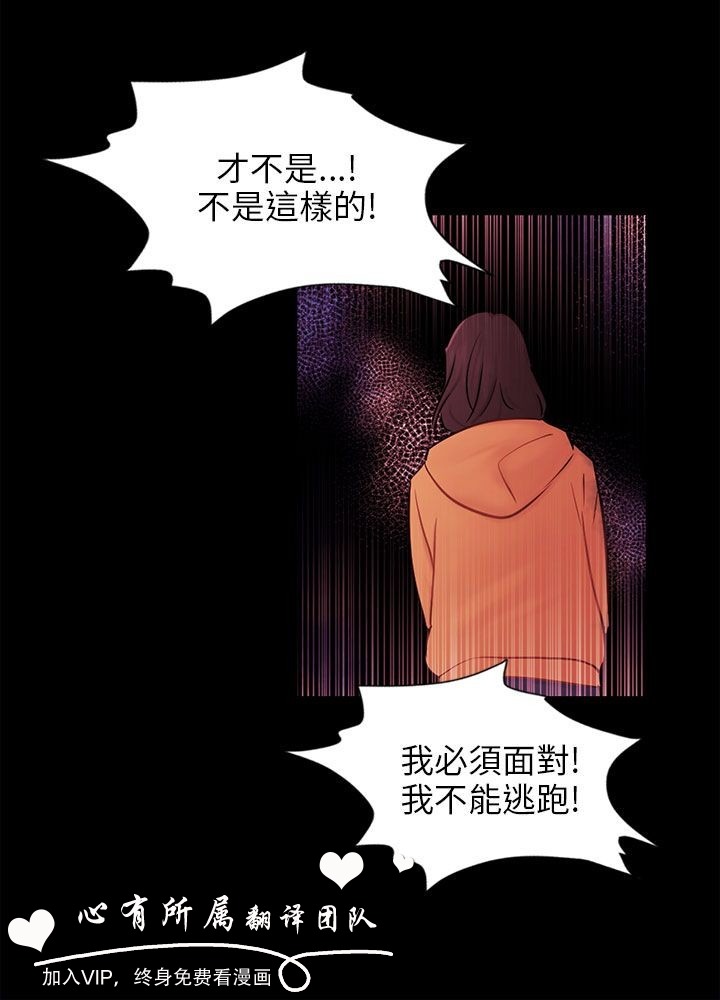 才不是...!
不是這樣的!
我必須面對!
我不能逃跑!
心有所属翻译团队
加入VIP，终身免费看漫画